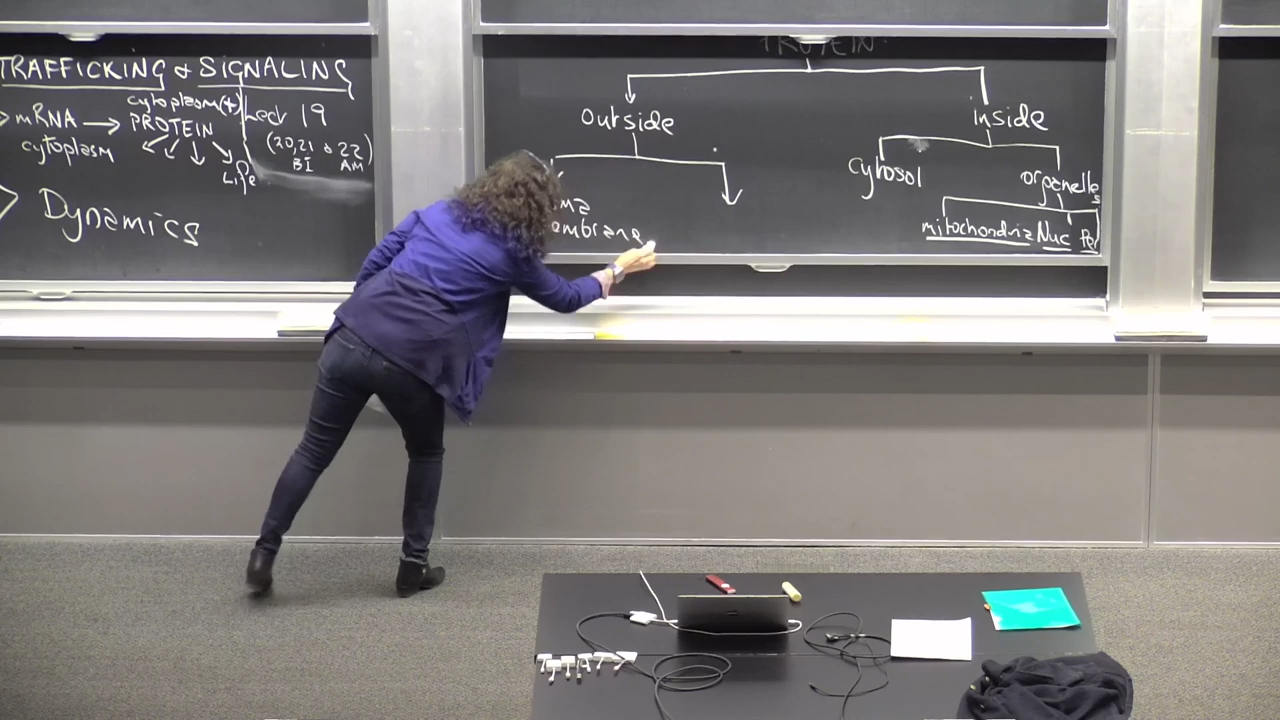 TRAFFICKING & SIGNALING
cytoplasm(+)
mRNA → PROTEIN
cytoplasm
Life
Lect 19
(20,21 & 22)
BI AM
Dynamics
PROTEIN
Outside inside
cytosol organelles
mitochondria Nuc Per